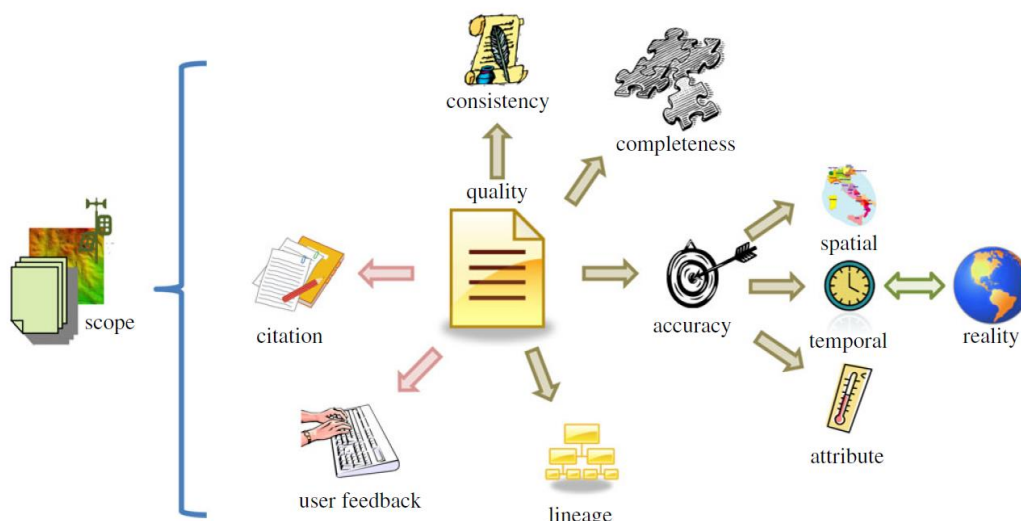 consistency
completeness
quality
spatial
scope
citation
accuracy
temporal
reality
attribute
user feedback
lineage